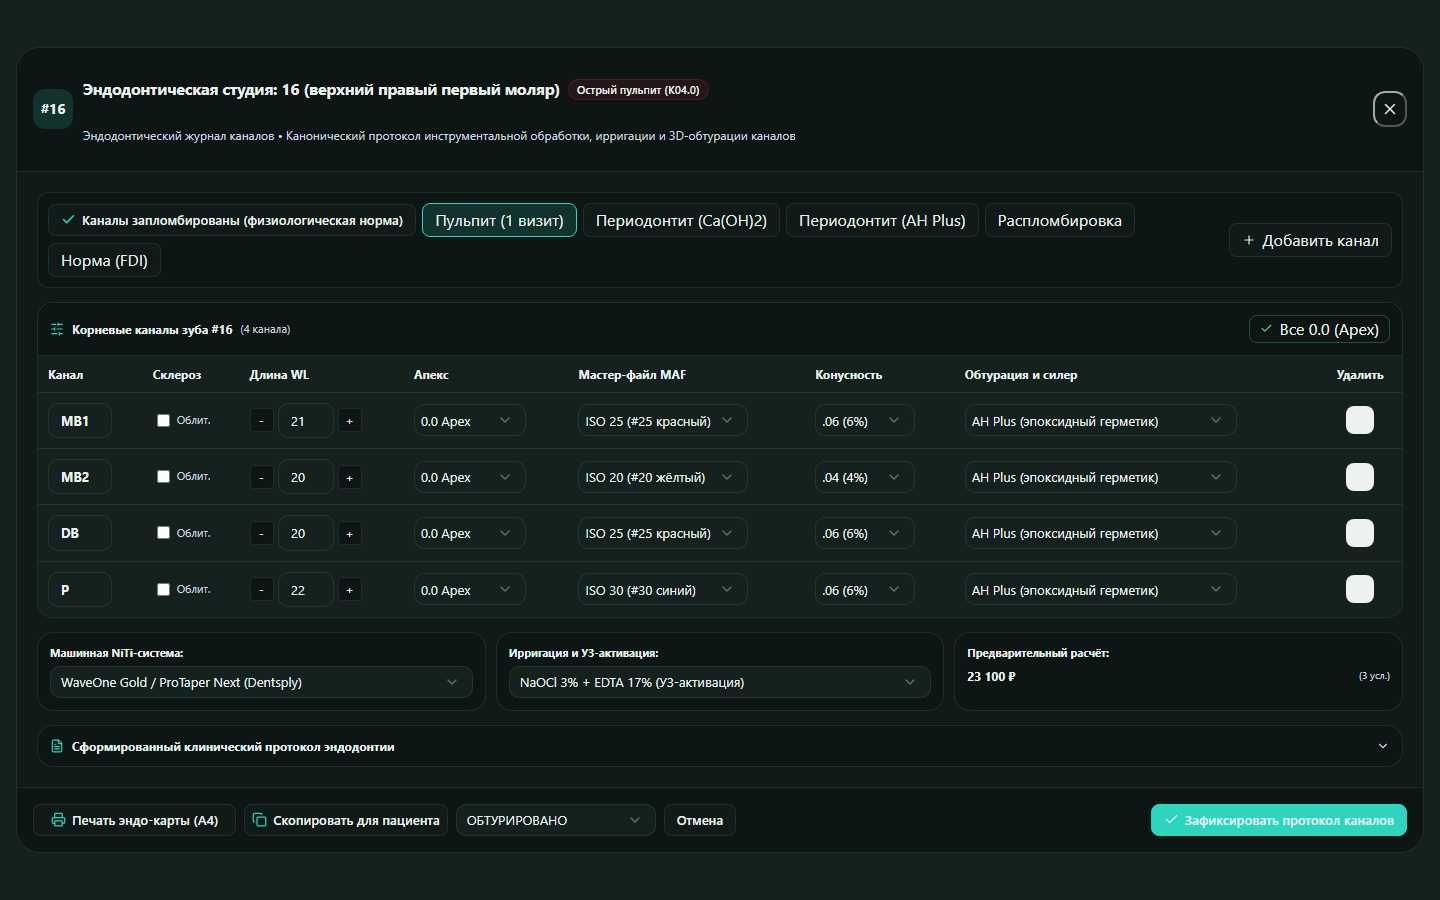 #16
Эндодонтическая студия: 16 (верхний правый первый моляр)
Острый пульпит (K04.0)
Эндодонтический журнал каналов • Канонический протокол инструментальной обработки, ирригации и 3D-обтурации каналов
Каналы запломбированы (физиологическая норма)
Пульпит (1 визит)
Периодонтит (Ca(OH)2)
Периодонтит (AH Plus)
Распломбировка
Норма (FDI)
+ Добавить канал
Корневые каналы зуба #16 (4 канала)
Все 0.0 (Apex)
Канал Склероз Длина WL Апекс Мастер-файл MAF Конусность Обтурация и силер Удалить
MB1 Облит. - 21 + 0.0 Apex ISO 25 (#25 красный) .06 (6%) AH Plus (эпоксидный герметик)
MB2 Облит. - 20 + 0.0 Apex ISO 20 (#20 жёлтый) .04 (4%) AH Plus (эпоксидный герметик)
DB Облит. - 20 + 0.0 Apex ISO 25 (#25 красный) .06 (6%) AH Plus (эпоксидный герметик)
P Облит. - 22 + 0.0 Apex ISO 30 (#30 синий) .06 (6%) AH Plus (эпоксидный герметик)
Машинная NiTi-система:
WaveOne Gold / ProTaper Next (Dentsply)
Ирригация и УЗ-активация:
NaOCl 3% + EDTA 17% (УЗ-активация)
Предварительный расчёт:
23 100 ₽ (3 усл.)
Сформированный клинический протокол эндодонтии
Печать эндо-карты (A4)
Скопировать для пациента
ОБТУРИРОВАНО
Отмена
Зафиксировать протокол каналов